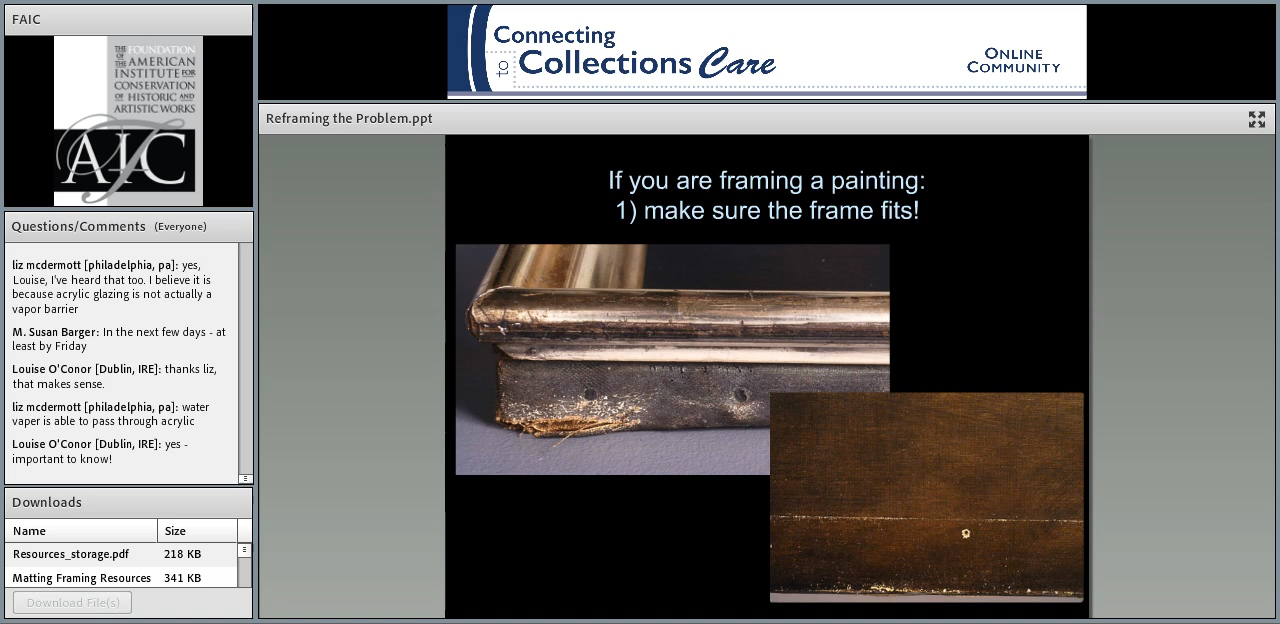 FAIC
THE FOUNDATION
OF THE AMERICAN
INSTITUTE FOR
CONSERVATION
OF HISTORIC AND
ARTISTIC WORKS
FAIC
Questions/Comments (Everyone)
liz mcdermott [philadelphia, pa]: yes,
Louise, I've heard that too. I believe it is
because acrylic glazing is not actually a
vapor barrier
M. Susan Barger: In the next few days - at
least by Friday
Louise O'Conor [Dublin, IRE]: thanks liz,
that makes sense.
liz mcdermott [philadelphia, pa]: water
vaper is able to pass through acrylic
Louise O'Conor [Dublin, IRE]: yes -
important to know!
Downloads
Name Size
Resources_storage.pdf 218 KB
Matting Framing Resources 341 KB
Download File(s)
Connecting
to Collections Care
ONLINE
COMMUNITY
Reframing the Problem.ppt
If you are framing a painting:
1) make sure the frame fits!